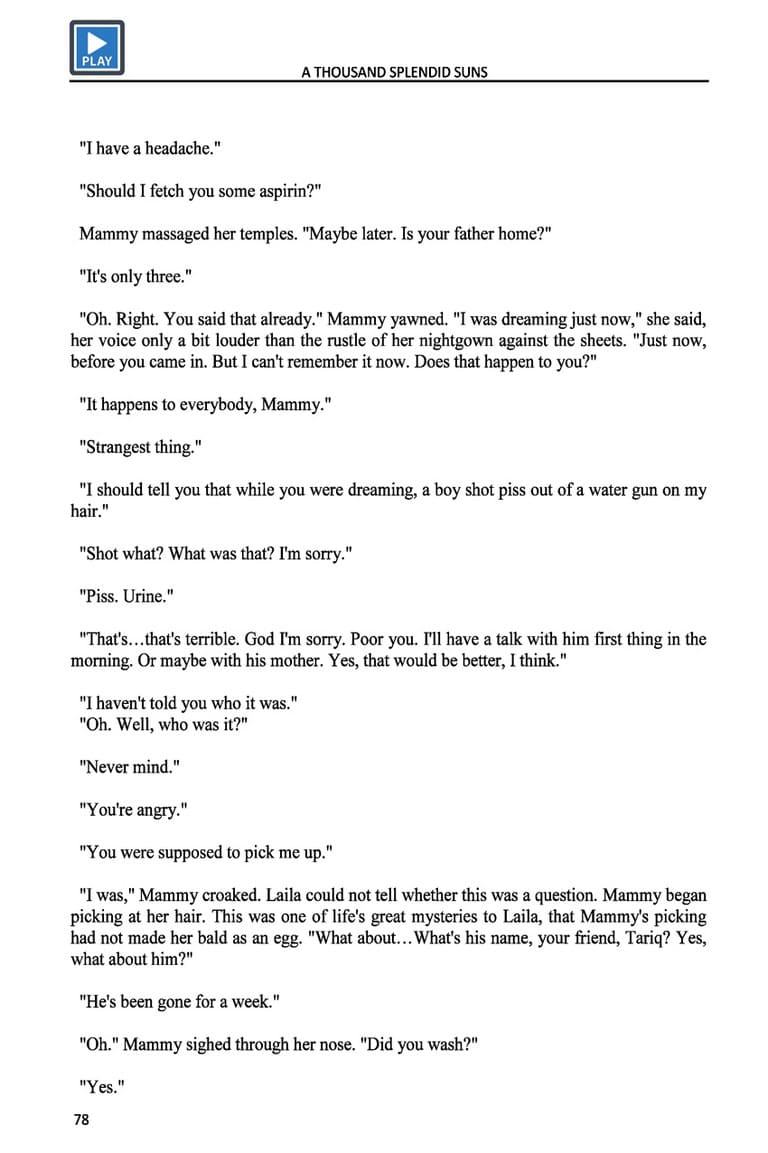 PLAY
A THOUSAND SPLENDID SUNS
"I have a headache."
"Should I fetch you some aspirin?"
Mammy massaged her temples. "Maybe later. Is your father home?"
"It's only three."
"Oh. Right. You said that already." Mammy yawned. "I was dreaming just now," she said,
her voice only a bit louder than the rustle of her nightgown against the sheets. "Just now,
before you came in. But I can't remember it now. Does that happen to you?"
"It happens to everybody, Mammy."
"Strangest thing."
"I should tell you that while you were dreaming, a boy shot piss out of a water gun on my
hair."
"Shot what? What was that? I'm sorry."
"Piss. Urine."
"That's…that's terrible. God I'm sorry. Poor you. I'll have a talk with him first thing in the
morning. Or maybe with his mother. Yes, that would be better, I think."
"I haven't told you who it was."
"Oh. Well, who was it?"
"Never mind."
"You're angry."
"You were supposed to pick me up."
"I was," Mammy croaked. Laila could not tell whether this was a question. Mammy began
picking at her hair. This was one of life's great mysteries to Laila, that Mammy's picking
had not made her bald as an egg. "What about…What's his name, your friend, Tariq? Yes,
what about him?"
"He's been gone for a week."
"Oh." Mammy sighed through her nose. "Did you wash?"
"Yes."
78